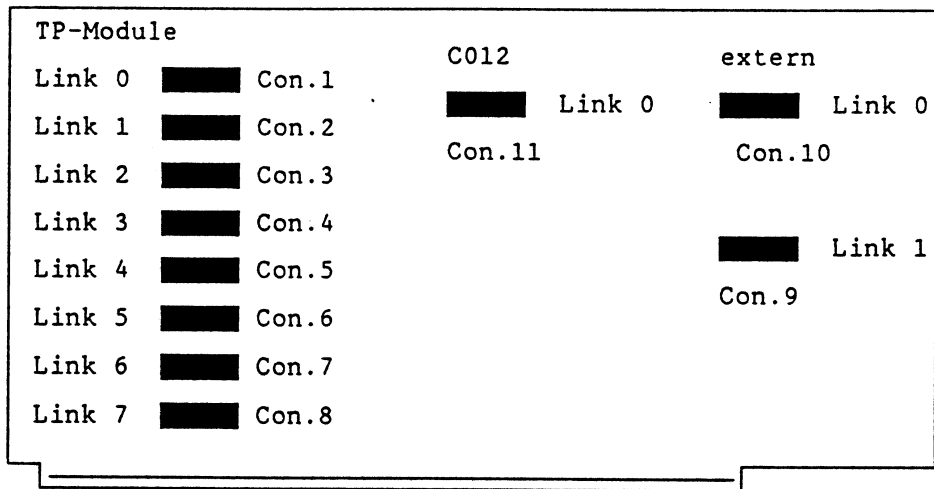 TP-Module
Link 0 Con.1
Link 1 Con.2
Link 2 Con.3
Link 3 Con.4
Link 4 Con.5
Link 5 Con.6
Link 6 Con.7
Link 7 Con.8
C012
Link 0
Con.11
extern
Link 0
Con.10
Link 1
Con.9